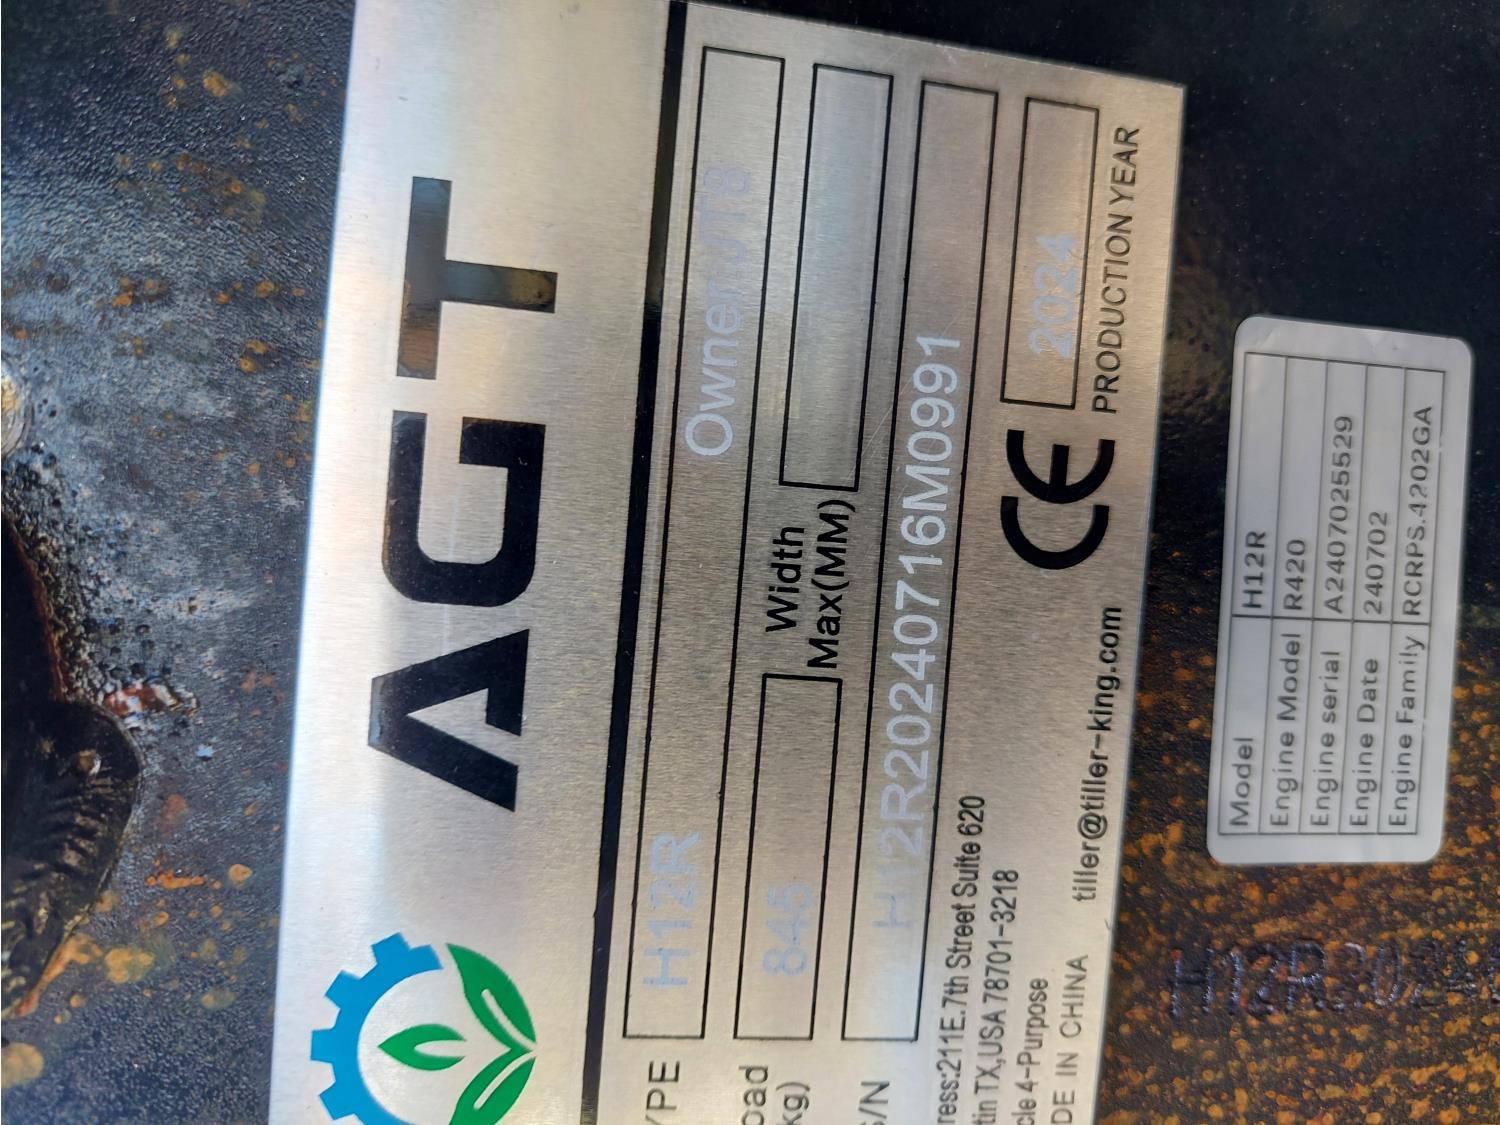 AGT
YPE H12R Owner: JT8
oad
kg) 845 Width
Max(MM)
S/N H12R20240716M0991
ress:211E.7th Street Suite 620
tin TX,USA 78701-3218
cle 4-Purpose
DE IN CHINA
tiller@tiller-king.com
CE
2024
PRODUCTION YEAR
Model H12R
Engine Model R420
Engine serial A2407025529
Engine Date 240702
Engine Family RCRPS.4202GA